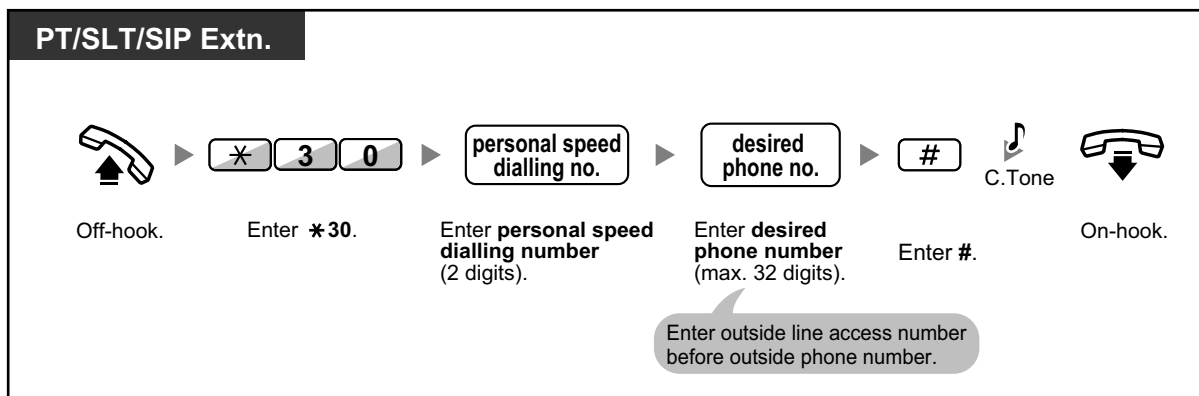 PT/SLT/SIP Extn.
* 3 0
personal speed
dialling no.
desired
phone no.
#
C.Tone
Off-hook.
Enter *30.
Enter personal speed
dialling number
(2 digits).
Enter desired
phone number
(max. 32 digits).
Enter #.
On-hook.
Enter outside line access number
before outside phone number.